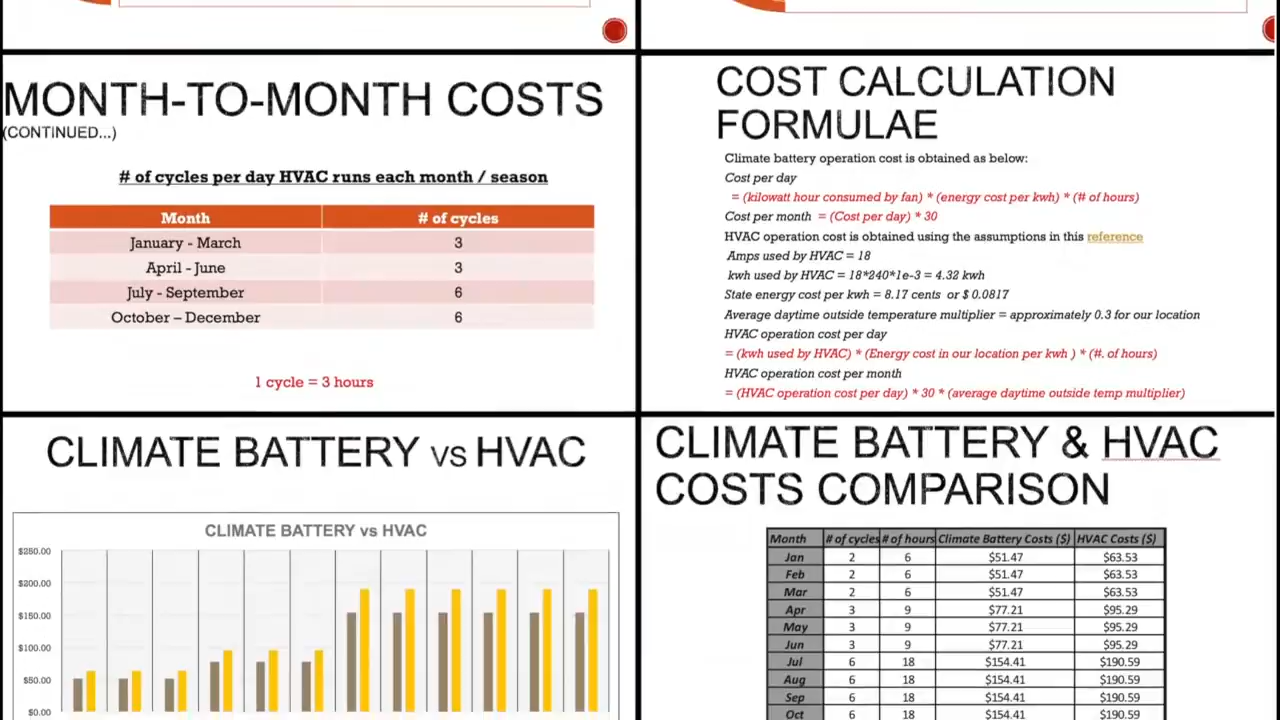 MONTH-TO-MONTH COSTS
(CONTINUED...)
# of cycles per day HVAC runs each month / season
Month # of cycles
January - March 3
April - June 3
July - September 6
October – December 6
1 cycle = 3 hours
COST CALCULATION
FORMULAE
Climate battery operation cost is obtained as below:
Cost per day
= (kilowatt hour consumed by fan) * (energy cost per kwh) * (# of hours)
Cost per month = (Cost per day) * 30
HVAC operation cost is obtained using the assumptions in this reference
Amps used by HVAC = 18
kwh used by HVAC = 18*240*1e-3 = 4.32 kwh
State energy cost per kwh = 8.17 cents or $ 0.0817
Average daytime outside temperature multiplier = approximately 0.3 for our location
HVAC operation cost per day
= (kwh used by HVAC) * (Energy cost in our location per kwh ) * (#. of hours)
HVAC operation cost per month
= (HVAC operation cost per day) * 30 * (average daytime outside temp multiplier)
CLIMATE BATTERY VS HVAC
CLIMATE BATTERY vs HVAC
$250.00
$200.00
$150.00
$100.00
$50.00
$0.00
CLIMATE BATTERY & HVAC
COSTS COMPARISON
Month # of cycles # of hours Climate Battery Costs ($) HVAC Costs ($)
Jan 2 6 $51.47 $63.53
Feb 2 6 $51.47 $63.53
Mar 2 6 $51.47 $63.53
Apr 3 9 $77.21 $95.29
May 3 9 $77.21 $95.29
Jun 3 9 $77.21 $95.29
Jul 6 18 $154.41 $190.59
Aug 6 18 $154.41 $190.59
Sep 6 18 $154.41 $190.59
Oct 6 18 $154.41 $190.59